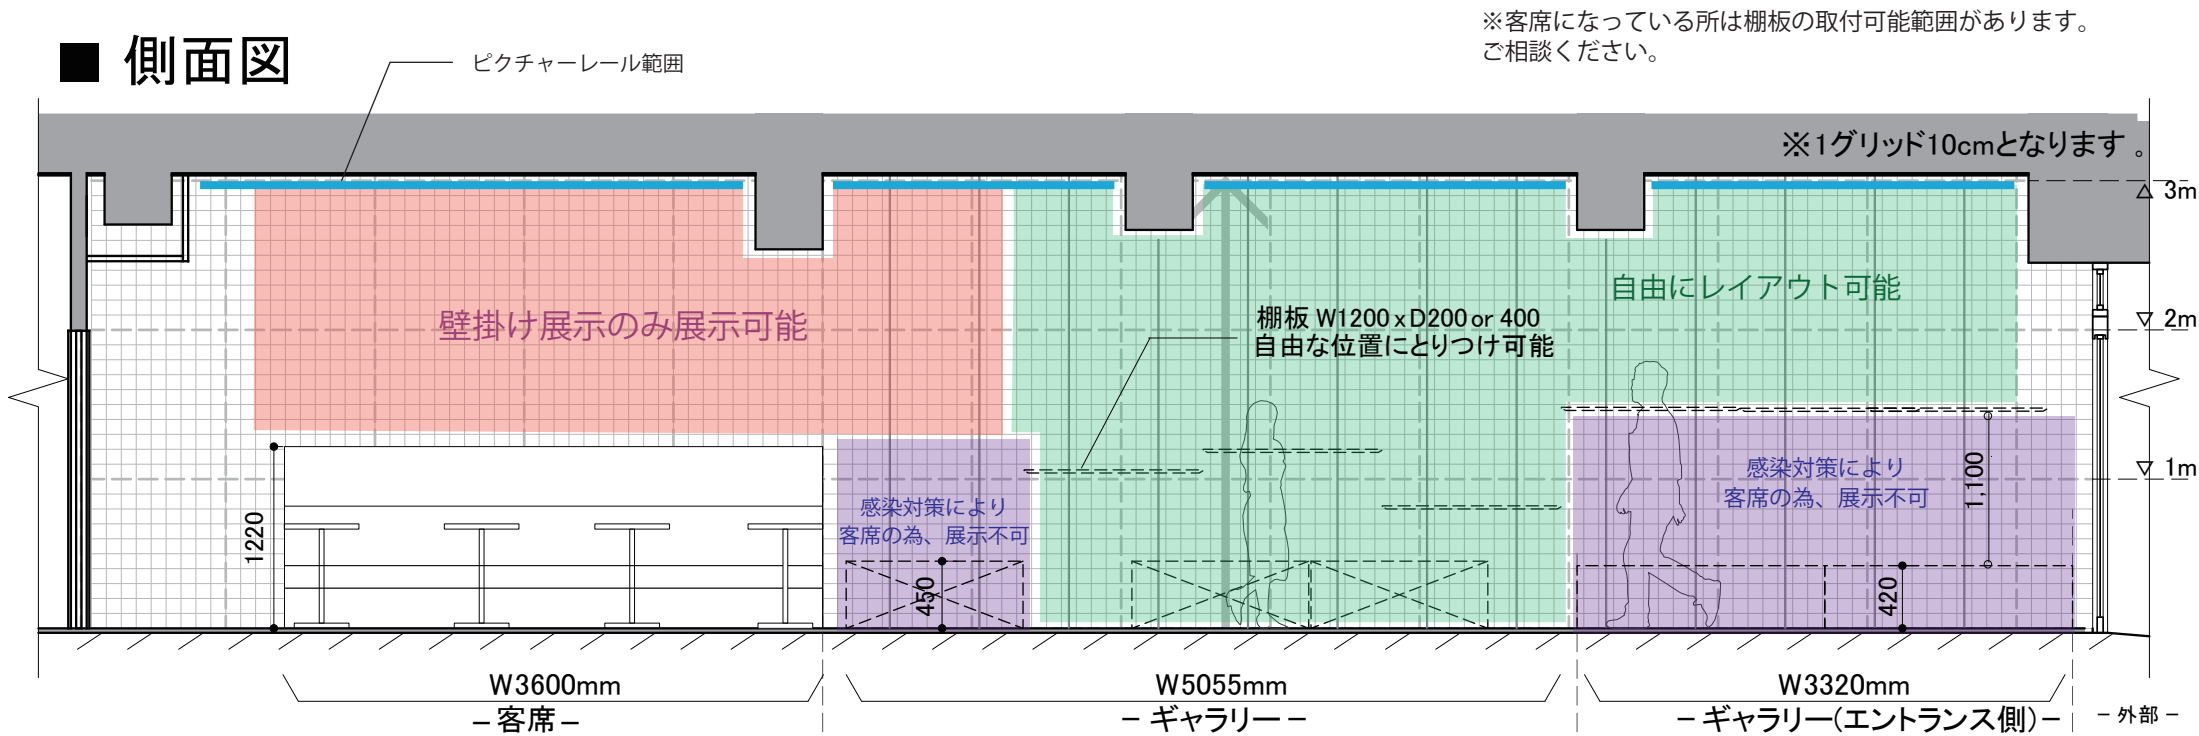 ■ 側面図
ピクチャーレール範囲
※客席になっている所は棚板の取付可能範囲があります。
ご相談ください。
※1グリッド10cmとなります。
3m
2m
1m
壁掛け展示のみ展示可能
自由にレイアウト可能
棚板 W1200xD200 or 400
自由な位置にとりつけ可能
感染対策により
客席の為、展示不可
感染対策により
客席の為、展示不可
1220
450
1,100
420
W3600mm
－客席－
W5055mm
－ギャラリー－
W3320mm
－ギャラリー(エントランス側)－
－外部－